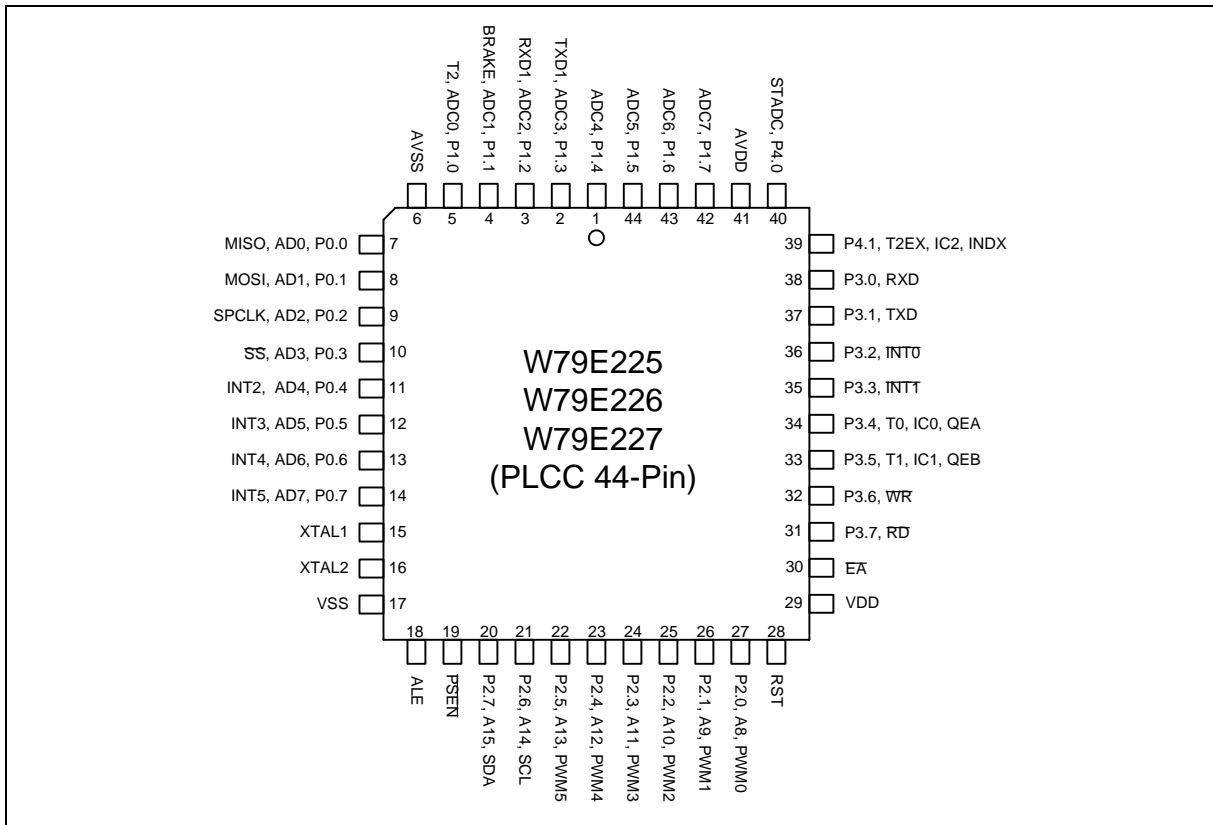 AVSS
T2, ADC0, P1.0
BRAKE, ADC1, P1.1
RXD1, ADC2, P1.2
TXD1, ADC3, P1.3
ADC4, P1.4
ADC5, P1.5
ADC6, P1.6
ADC7, P1.7
AVDD
STADC, P4.0
6 5 4 3 2 1 44 43 42 41 40
MISO, AD0, P0.0 7
MOSI, AD1, P0.1 8
SPCLK, AD2, P0.2 9
S̅S̅, AD3, P0.3 10
INT2, AD4, P0.4 11
INT3, AD5, P0.5 12
INT4, AD6, P0.6 13
INT5, AD7, P0.7 14
XTAL1 15
XTAL2 16
VSS 17
W79E225
W79E226
W79E227
(PLCC 44-Pin)
39 P4.1, T2EX, IC2, INDX
38 P3.0, RXD
37 P3.1, TXD
36 P3.2, I̅N̅T̅0̅
35 P3.3, I̅N̅T̅1̅
34 P3.4, T0, IC0, QEA
33 P3.5, T1, IC1, QEB
32 P3.6, W̅R̅
31 P3.7, R̅D̅
30 E̅A̅
29 VDD
18 19 20 21 22 23 24 25 26 27 28
ALE
P̅S̅E̅N̅
P2.7, A15, SDA
P2.6, A14, SCL
P2.5, A13, PWM5
P2.4, A12, PWM4
P2.3, A11, PWM3
P2.2, A10, PWM2
P2.1, A9, PWM1
P2.0, A8, PWM0
RST